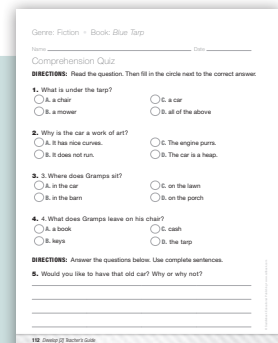 Genre: Fiction • Book: Blue Tarp
Name Date
Comprehension Quiz
DIRECTIONS: Read the question. Then fill in the circle next to the correct answer.
1. What is under the tarp?
A. a chair C. a car
B. a mower D. all of the above
2. Why is the car a work of art?
A. It has nice curves. C. The engine purrs.
B. It does not run. D. The car is a heap.
3. 3. Where does Gramps sit?
A. in the car C. on the lawn
B. in the barn D. on the porch
4. 4. What does Gramps leave on his chair?
A. a book C. cash
B. keys D. the tarp
DIRECTIONS: Answer the questions below. Use complete sentences.
5. Would you like to have that old car? Why or why not?
112 Develop [2] Teacher's Guide